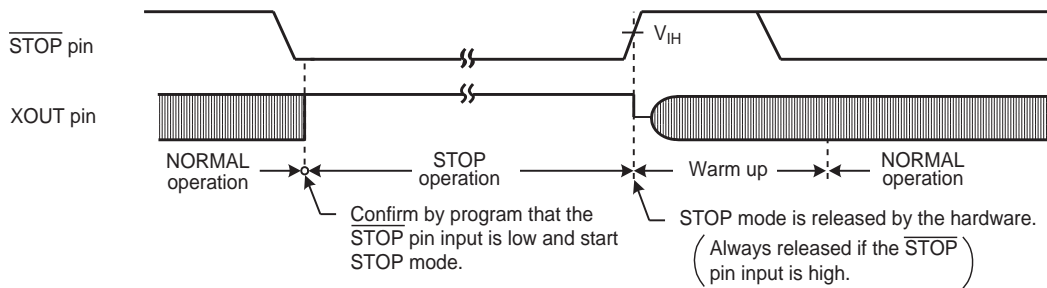 STOP pin
VIH
XOUT pin
NORMAL operation
STOP operation
Warm up
NORMAL operation
Confirm by program that the
STOP pin input is low and start
STOP mode.
STOP mode is released by the hardware.
(Always released if the STOP
pin input is high.)